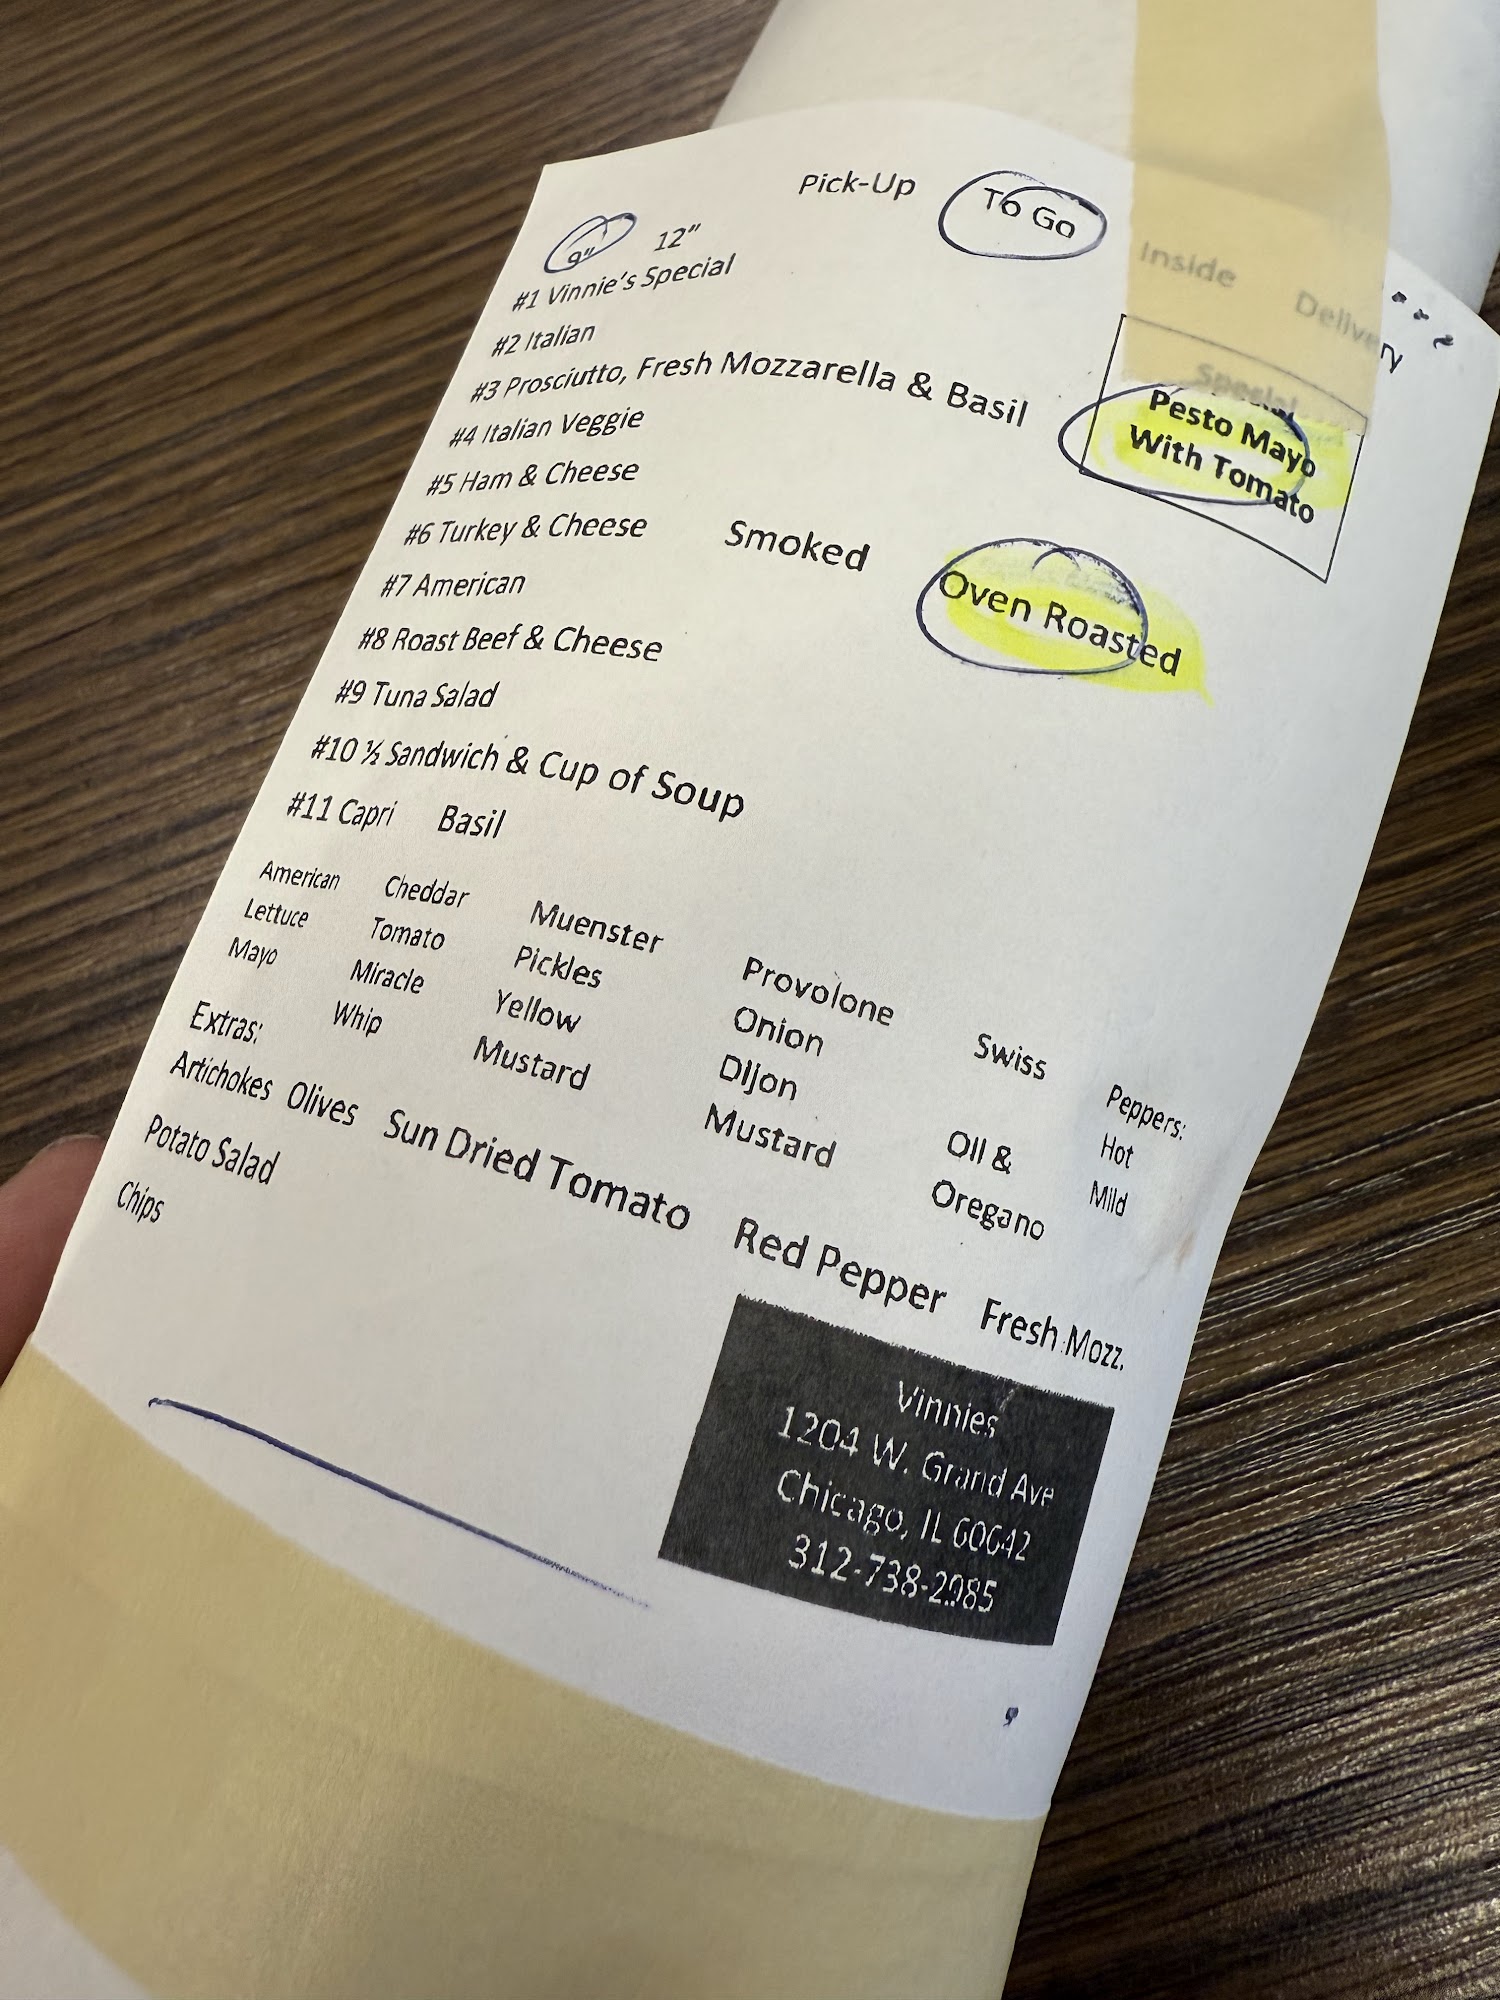 Pick-Up To Go Inside Delivery
9" 12"
#1 Vinnie's Special
#2 Italian
#3 Prosciutto, Fresh Mozzarella & Basil
Special
Pesto Mayo
With Tomato
#4 Italian Veggie
#5 Ham & Cheese
#6 Turkey & Cheese Smoked Oven Roasted
#7 American
#8 Roast Beef & Cheese
#9 Tuna Salad
#10 ½ Sandwich & Cup of Soup
#11 Capri Basil
American Cheddar Muenster Provolone Swiss Peppers:
Lettuce Tomato Pickles Onion Oil & Hot
Mayo Miracle Yellow DIjon Oregano Mild
Whip Mustard Mustard
Extras:
Artichokes Olives Sun Dried Tomato Red Pepper Fresh Mozz.
Potato Salad
Chips
Vinnies
1204 W. Grand Ave
Chicago, IL 60642
312-738-2985